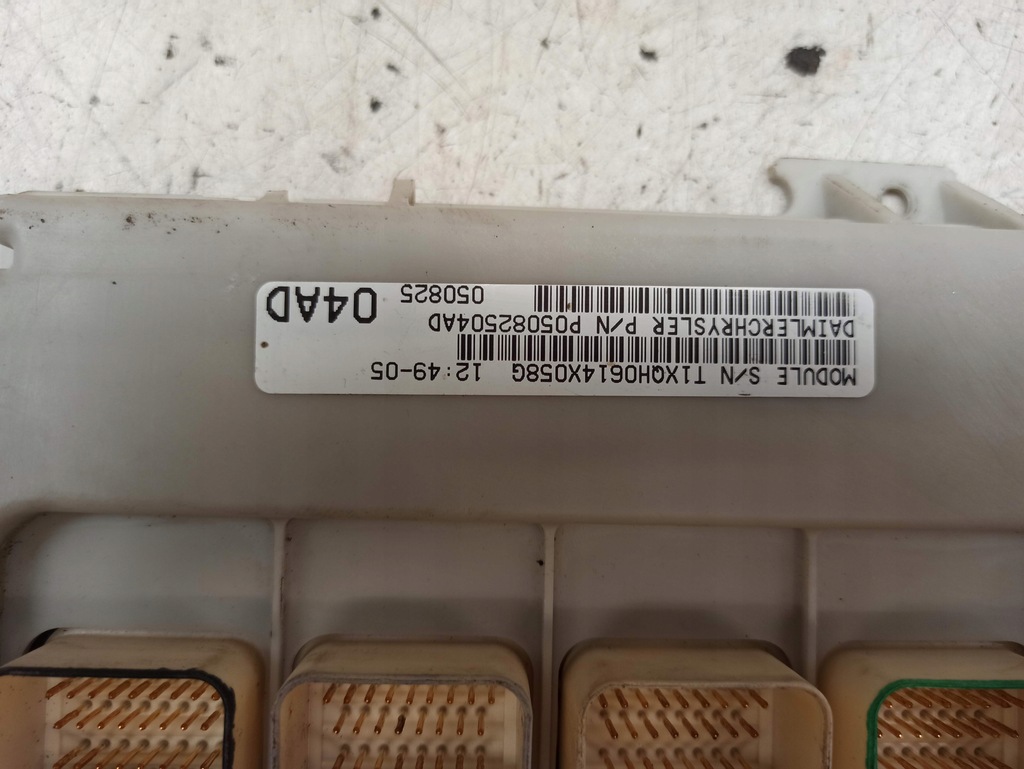 MODULE S/N T1XQH0614X058G 12:49-05
DAIMLERCHRYSLER P/N P05082504AD
050825 04AD